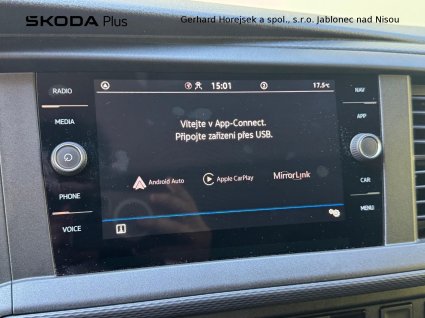 ŠKODA Plus
Gerhard Horejsek a spol., s.r.o. Jablonec nad Nisou
RADIO
15:01
17.5°C
NAV
MEDIA
APP
Vítejte v App-Connect.
Připojte zařízení přes USB.
Android Auto
Apple CarPlay
MirrorLink
PHONE
CAR
VOICE
MENU